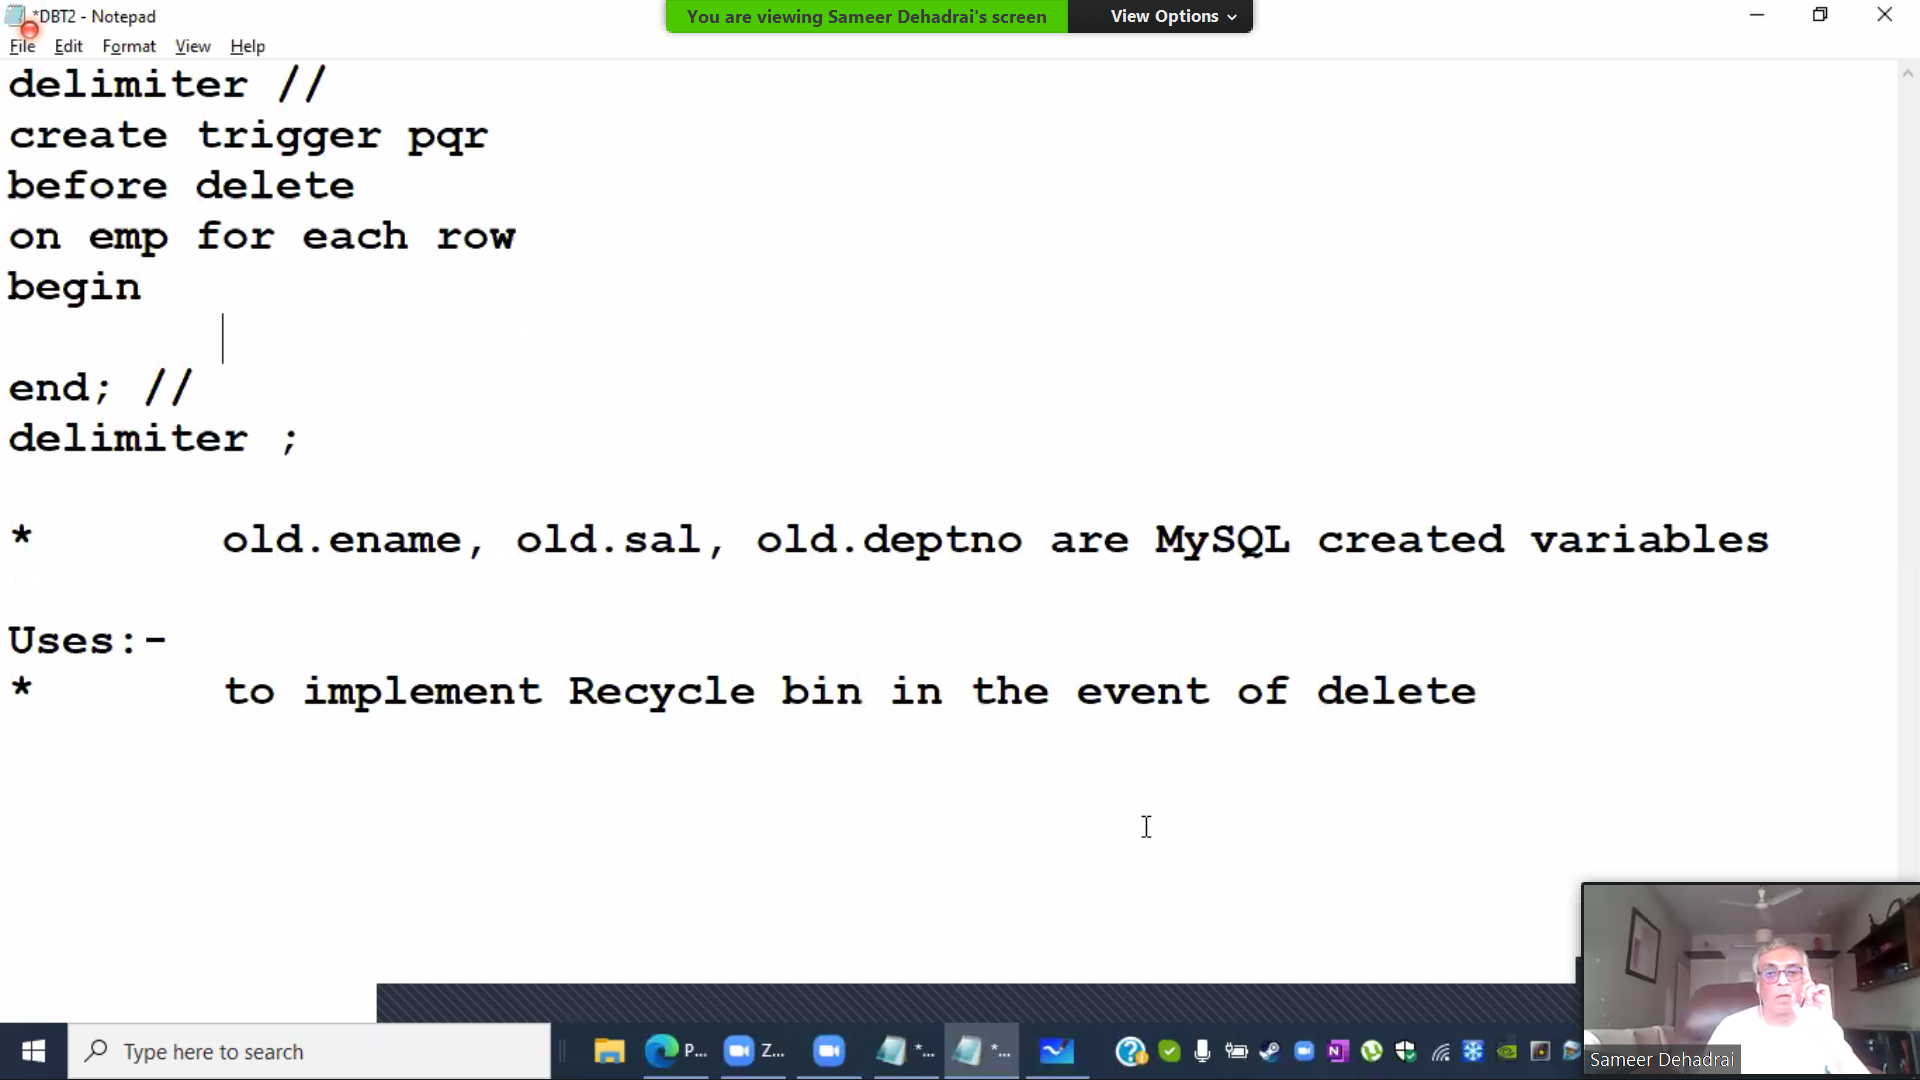 *DBT2 - Notepad
You are viewing Sameer Dehadrai's screen
View Options
File Edit Format View Help
delimiter //
create trigger pqr
before delete
on emp for each row
begin
end; //
delimiter ;
* old.ename, old.sal, old.deptno are MySQL created variables
Uses:-
* to implement Recycle bin in the event of delete
Type here to search
P...
Z...
*...
*...
Sameer Dehadrai